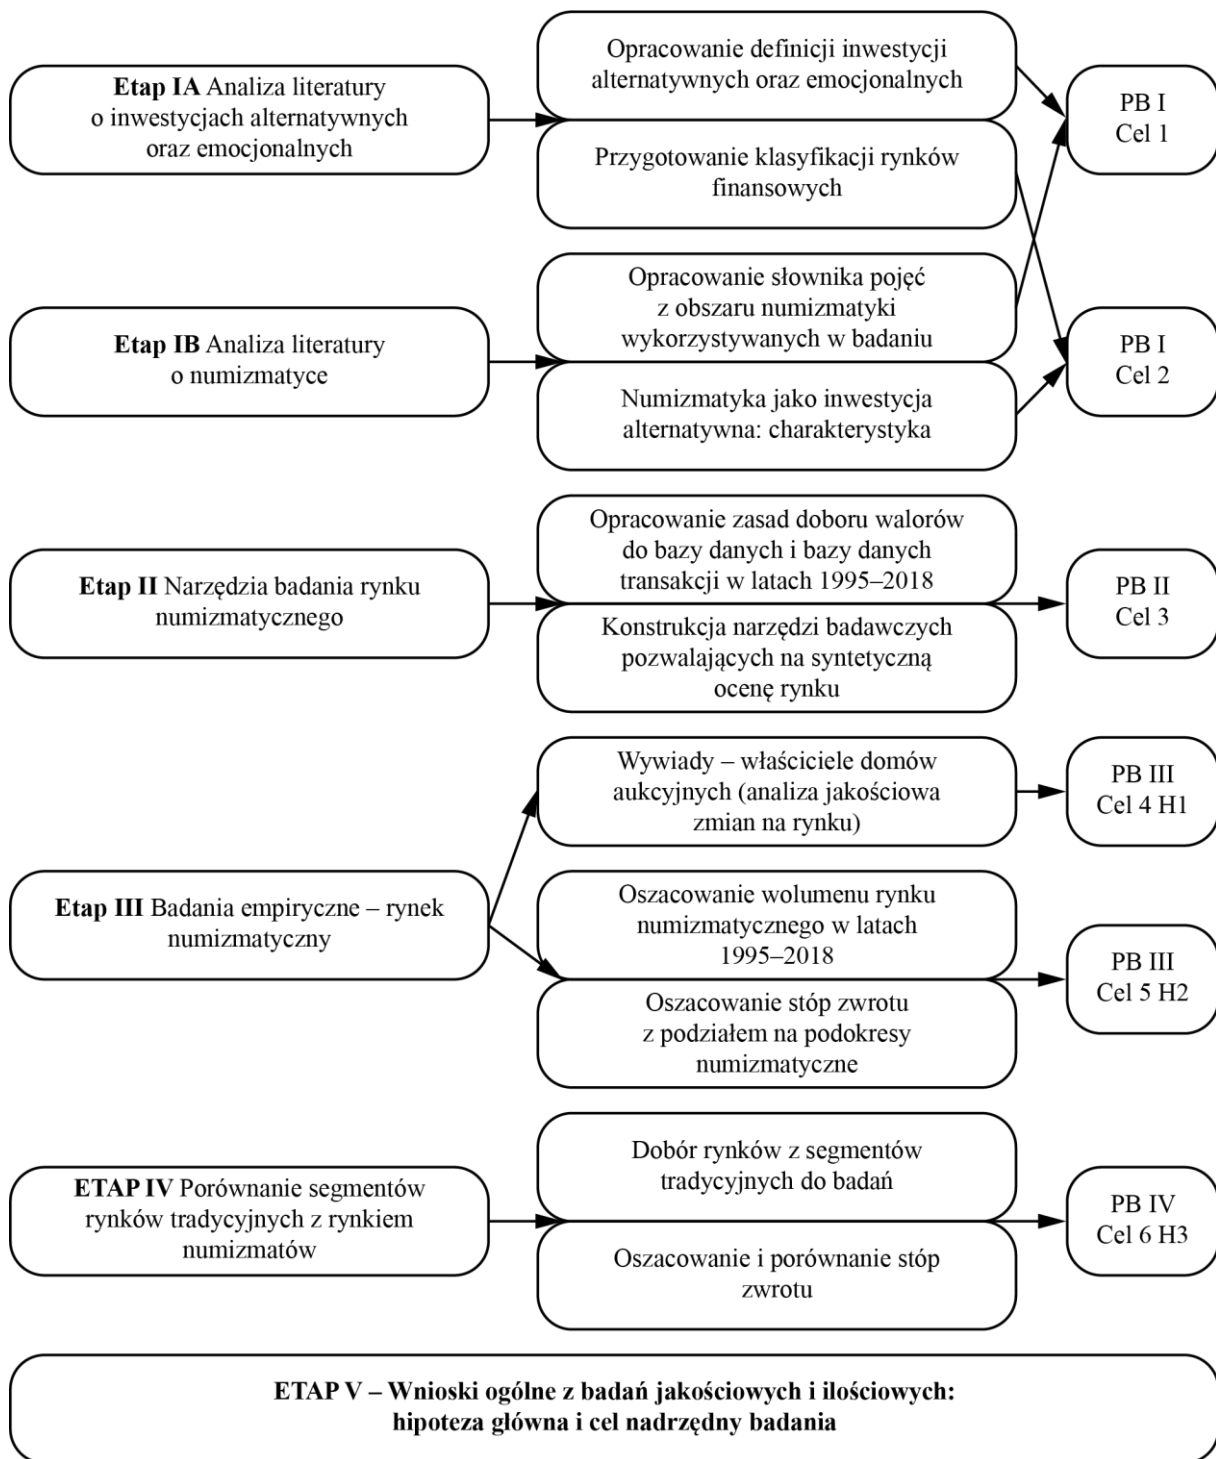 Etap IA Analiza literatury
o inwestycjach alternatywnych
oraz emocjonalnych
Opracowanie definicji inwestycji
alternatywnych oraz emocjonalnych
Przygotowanie klasyfikacji rynków
finansowych
PB I
Cel 1
Etap IB Analiza literatury
o numizmatyce
Opracowanie słownika pojęć
z obszaru numizmatyki
wykorzystywanych w badaniu
Numizmatyka jako inwestycja
alternatywna: charakterystyka
PB I
Cel 2
Etap II Narzędzia badania rynku
numizmatycznego
Opracowanie zasad doboru walorów
do bazy danych i bazy danych
transakcji w latach 1995–2018
Konstrukcja narzędzi badawczych
pozwalających na syntetyczną
ocenę rynku
PB II
Cel 3
Etap III Badania empiryczne – rynek
numizmatyczny
Wywiady – właściciele domów
aukcyjnych (analiza jakościowa
zmian na rynku)
PB III
Cel 4 H1
Oszacowanie wolumenu rynku
numizmatycznego w latach
1995–2018
Oszacowanie stóp zwrotu
z podziałem na podokresy
numizmatyczne
PB III
Cel 5 H2
ETAP IV Porównanie segmentów
rynków tradycyjnych z rynkiem
numizmatów
Dobór rynków z segmentów
tradycyjnych do badań
Oszacowanie i porównanie stóp
zwrotu
PB IV
Cel 6 H3
ETAP V – Wnioski ogólne z badań jakościowych i ilościowych:
hipoteza główna i cel nadrzędny badania